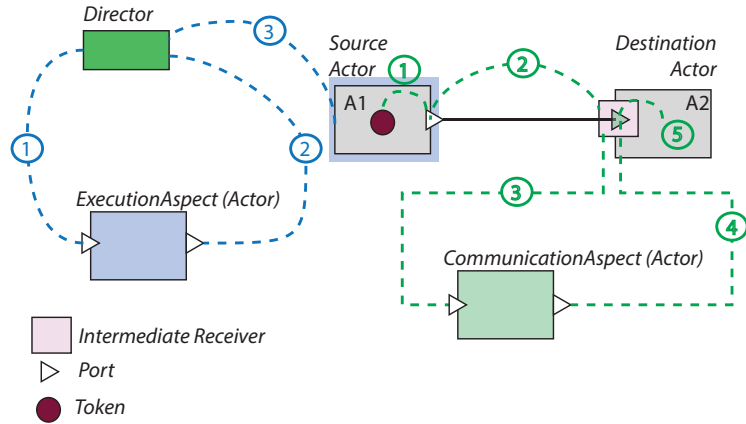 Director
3
Source
Actor
Destination
Actor
1
2
A1
A2
5
1
2
ExecutionAspect (Actor)
3
4
CommunicationAspect (Actor)
Intermediate Receiver
Port
Token